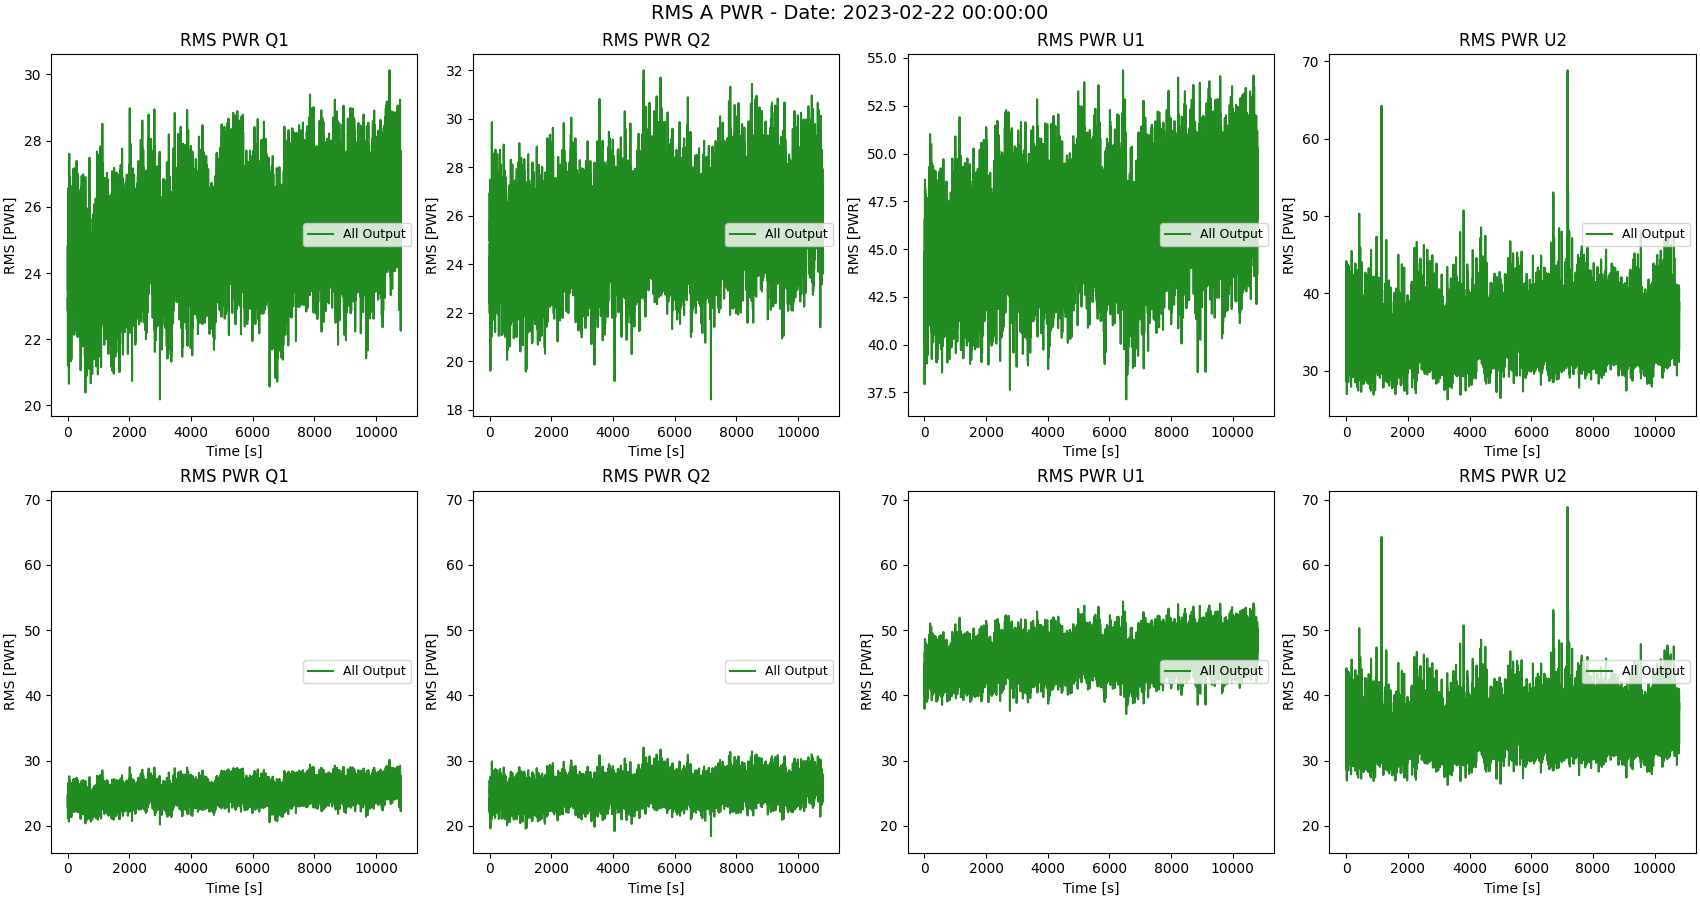 RMS A PWR - Date: 2023-02-22 00:00:00
RMS PWR Q1
RMS [PWR]
30
28
26
24
22
20
All Output
0 2000 4000 6000 8000 10000
Time [s]
RMS PWR Q2
RMS [PWR]
32
30
28
26
24
22
20
18
All Output
0 2000 4000 6000 8000 10000
Time [s]
RMS PWR U1
RMS [PWR]
55.0
52.5
50.0
47.5
45.0
42.5
40.0
37.5
All Output
0 2000 4000 6000 8000 10000
Time [s]
RMS PWR U2
RMS [PWR]
70
60
50
40
30
All Output
0 2000 4000 6000 8000 10000
Time [s]
RMS PWR Q1
RMS [PWR]
70
60
50
40
30
20
All Output
0 2000 4000 6000 8000 10000
Time [s]
RMS PWR Q2
RMS [PWR]
70
60
50
40
30
20
All Output
0 2000 4000 6000 8000 10000
Time [s]
RMS PWR U1
RMS [PWR]
70
60
50
40
30
20
All Output
0 2000 4000 6000 8000 10000
Time [s]
RMS PWR U2
RMS [PWR]
70
60
50
40
30
20
All Output
0 2000 4000 6000 8000 10000
Time [s]